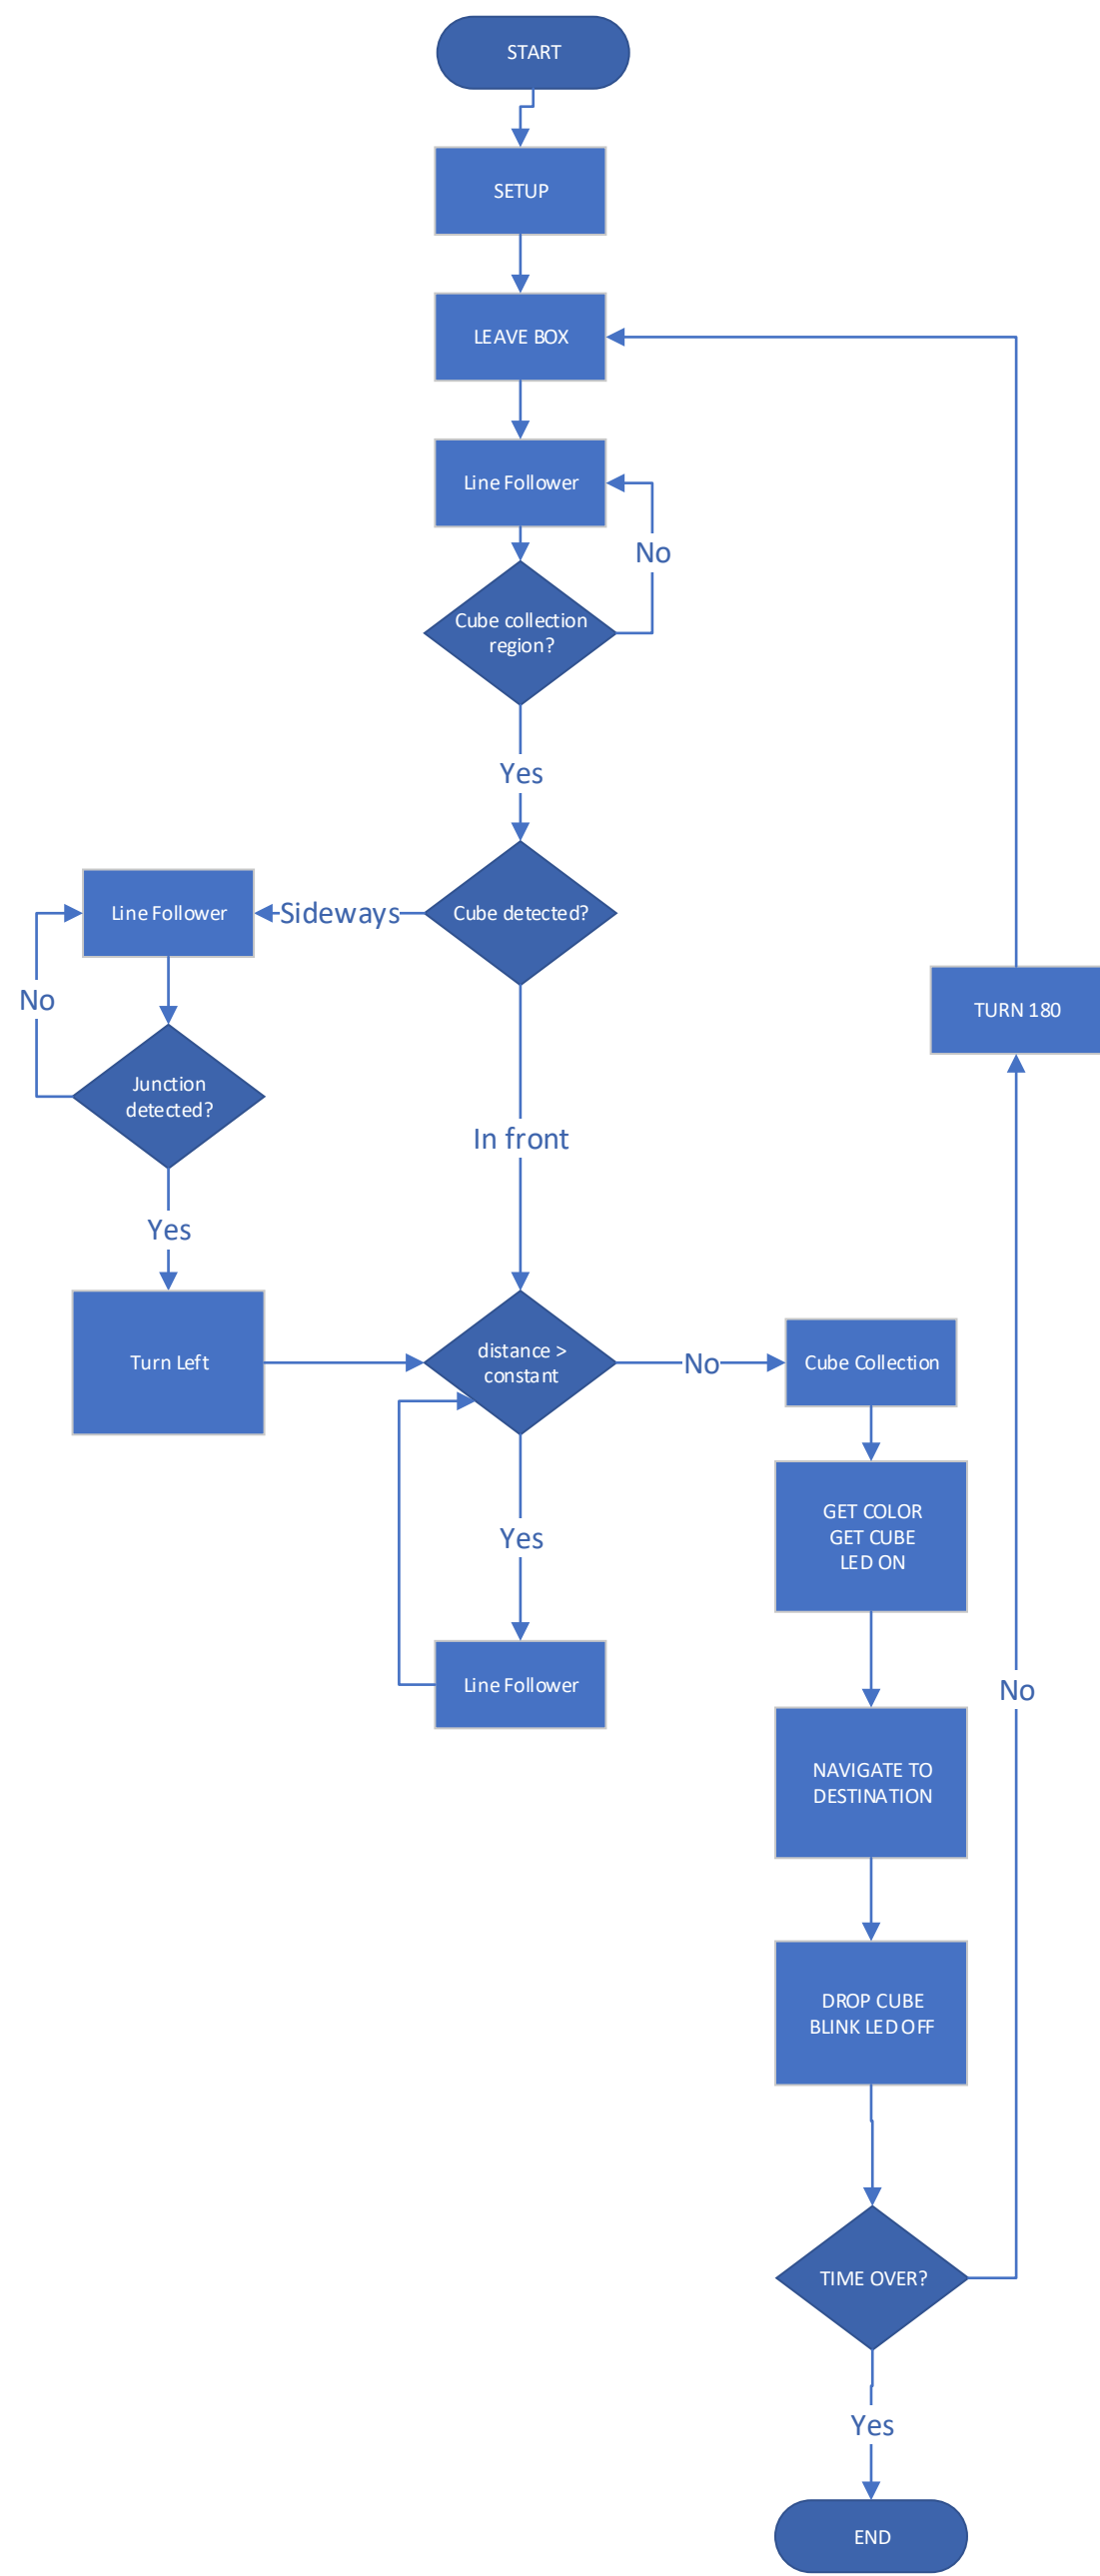 START
SETUP
LEAVE BOX
Line Follower
No
Cube collection
region?
Yes
Cube detected?
Sideways
Line Follower
No
Junction
detected?
Yes
Turn Left
In front
distance >
constant
Yes
Line Follower
No
Cube Collection
GET COLOR
GET CUBE
LED ON
NAVIGATE TO
DESTINATION
DROP CUBE
BLINK LED OFF
TIME OVER?
No
TURN 180
Yes
END